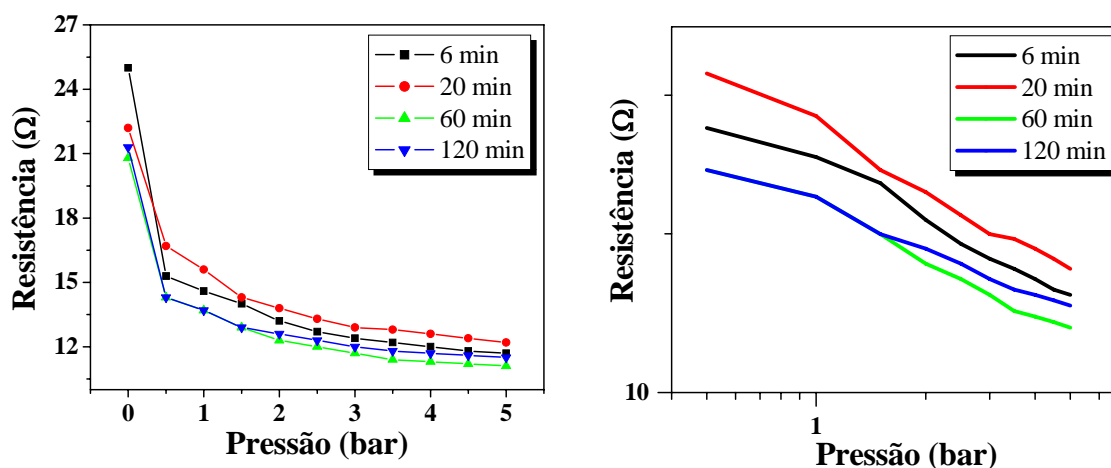 27
24
21
18
15
12
0
1
2
3
4
5
Resistência (Ω)
Pressão (bar)
6 min
20 min
60 min
120 min
10
1
Resistência (Ω)
Pressão (bar)
6 min
20 min
60 min
120 min